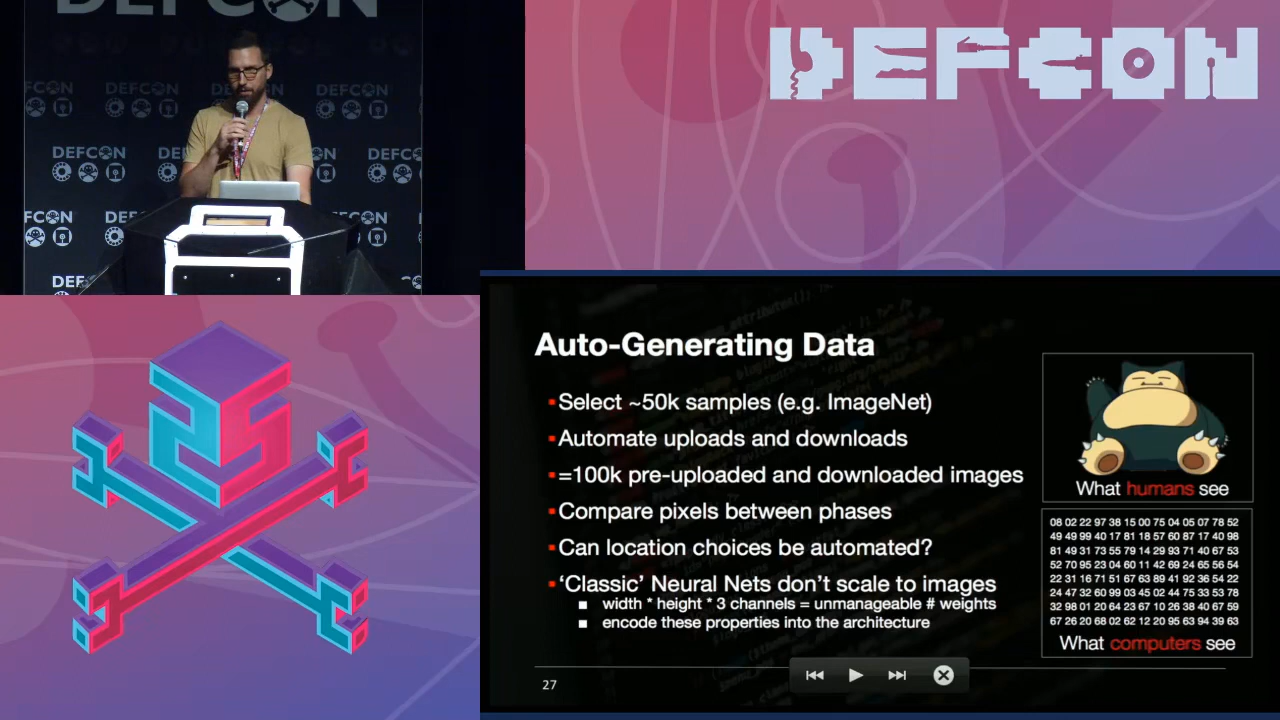 DEFCON
DEFCON
DEFCON
DEFCON
DEFCON
DEFCON
Auto-Generating Data
Select ~50k samples (e.g. ImageNet)
Automate uploads and downloads
=100k pre-uploaded and downloaded images
Compare pixels between phases
Can location choices be automated?
‘Classic’ Neural Nets don’t scale to images
width * height * 3 channels = unmanageable # weights
encode these properties into the architecture
27
What humans see
08 02 22 97 38 15 00 75 04 05 07 78 52
49 49 99 40 17 81 18 57 60 87 17 40 98
81 49 31 73 55 79 14 29 93 71 40 67 53
52 70 95 23 04 60 11 42 69 24 65 56 54
22 31 16 71 51 67 63 89 41 92 36 54 22
24 47 32 60 99 03 45 02 44 75 33 53 78
32 98 01 20 64 23 67 10 26 38 40 67 59
67 26 20 68 02 62 12 20 95 63 94 39 63
What computers see